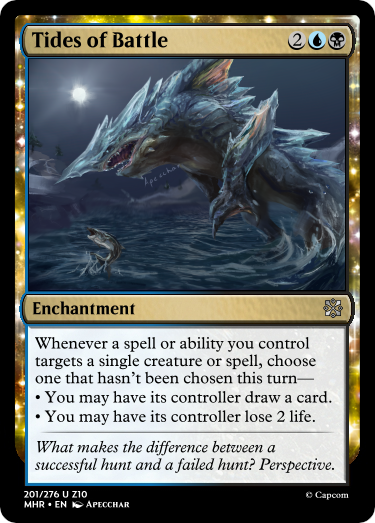 Tides of Battle 2
Apecchar
Enchantment
Whenever a spell or ability you control
targets a single creature or spell, choose
one that hasn't been chosen this turn—
• You may have its controller draw a card.
• You may have its controller lose 2 life.
What makes the difference between a
successful hunt and a failed hunt? Perspective.
201/276 U Z10
MHR • EN Apecchar © Capcom